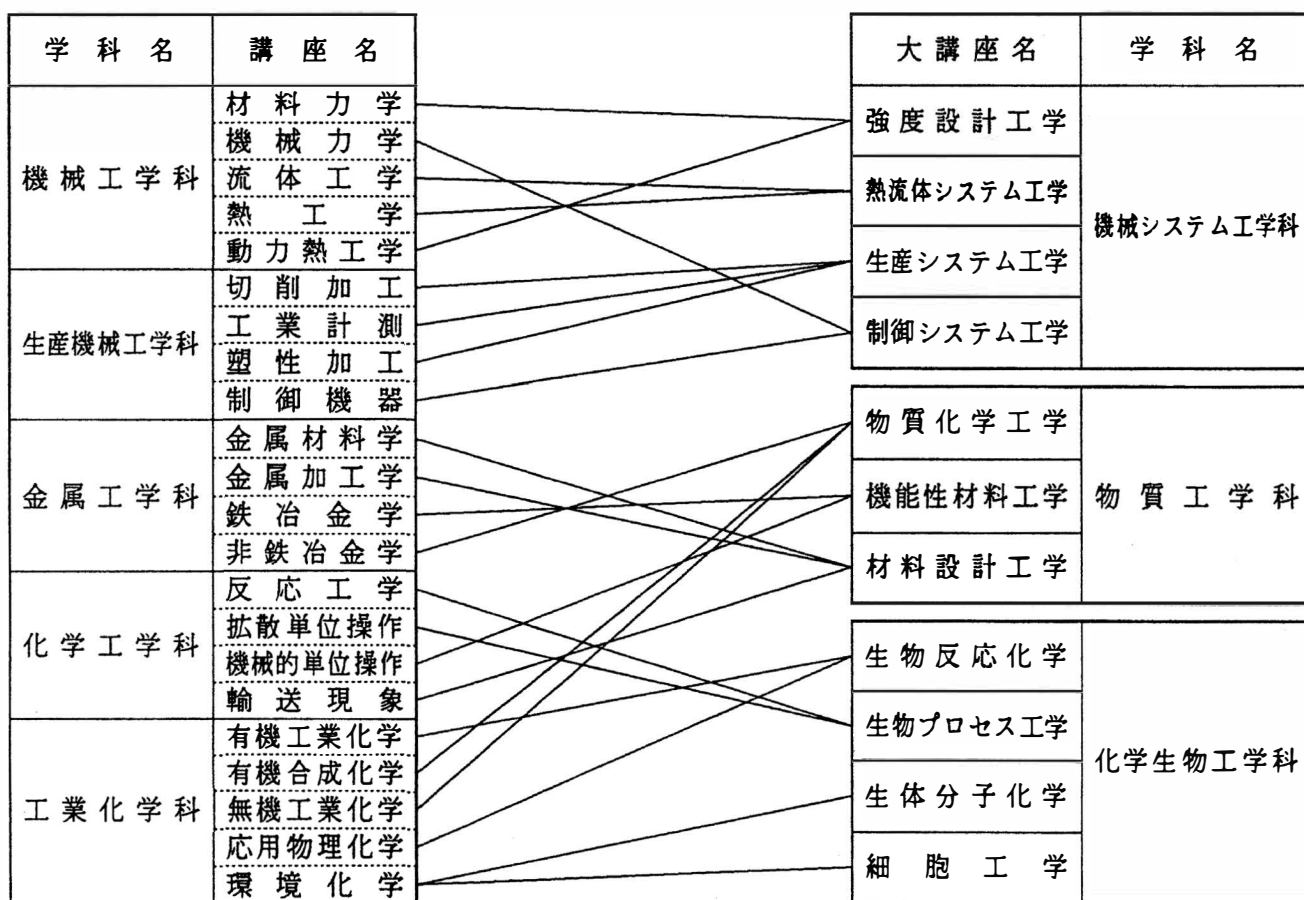 学科名 講座名
機械工学科
材料力学
機械力学
流体工学
熱工学
動力熱工学
生産機械工学科
切削加工
工業計測
塑性加工
制御機器
金属工学科
金属材料学
金属加工学
鉄冶金学
非鉄冶金学
化学工学科
反応工学
拡散単位操作
機械的単位操作
輸送現象
工業化学科
有機工業化学
有機合成化学
無機工業化学
応用物理化学
環境化学
大講座名 学科名
強度設計工学
熱流体システム工学
生産システム工学
制御システム工学
機械システム工学科
物質化学工学
機能性材料工学
材料設計工学
物質工学科
生物反応化学
生物プロセス工学
生体分子化学
細胞工学
化学生物工学科